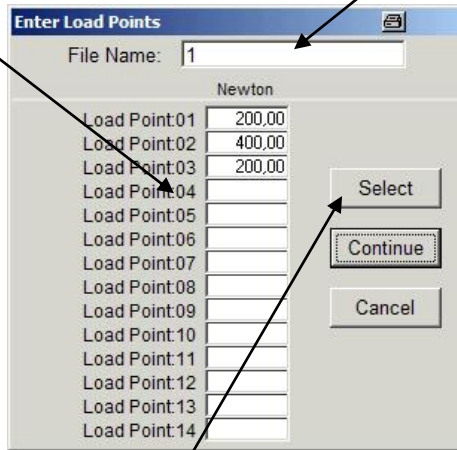 Enter Load Points
File Name: 1
Newton
Load Point:01 200,00
Load Point:02 400,00
Load Point:03 200,00
Load Point:04
Select
Load Point:05
Load Point:06
Continue
Load Point:07
Load Point:08
Load Point:09
Cancel
Load Point:10
Load Point:11
Load Point:12
Load Point:13
Load Point:14